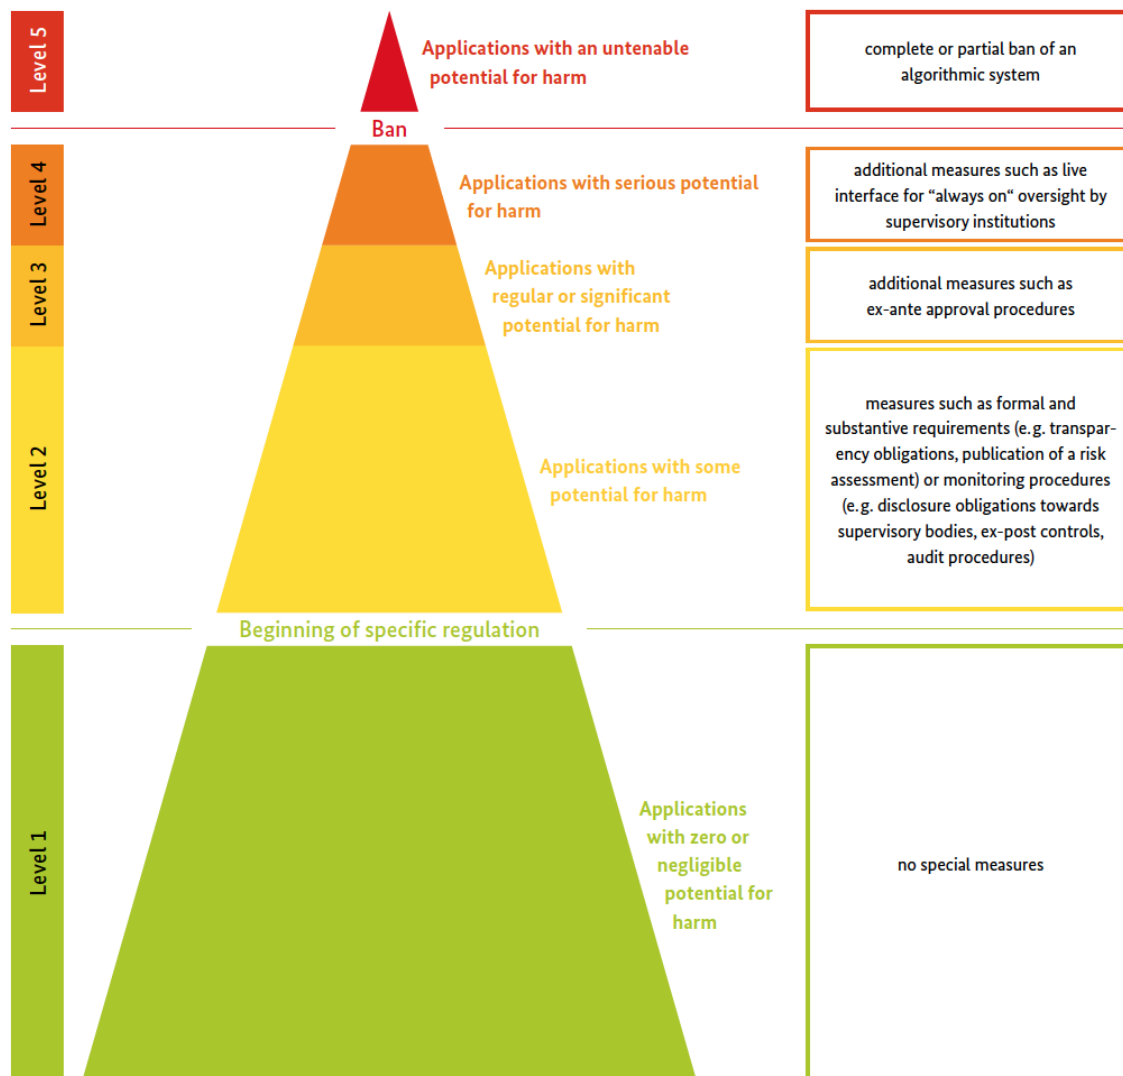 Level 5
Applications with an untenable
potential for harm
complete or partial ban of an
algorithmic system
Ban
Level 4
Applications with serious potential
for harm
additional measures such as live
interface for “always on“ oversight by
supervisory institutions
Level 3
Applications with
regular or significant
potential for harm
additional measures such as
ex-ante approval procedures
Level 2
Applications with some
potential for harm
measures such as formal and
substantive requirements (e. g. transpar-
ency obligations, publication of a risk
assessment) or monitoring procedures
(e. g. disclosure obligations towards
supervisory bodies, ex-post controls,
audit procedures)
Beginning of specific regulation
Level 1
Applications
with zero or
negligible
potential for
harm
no special measures